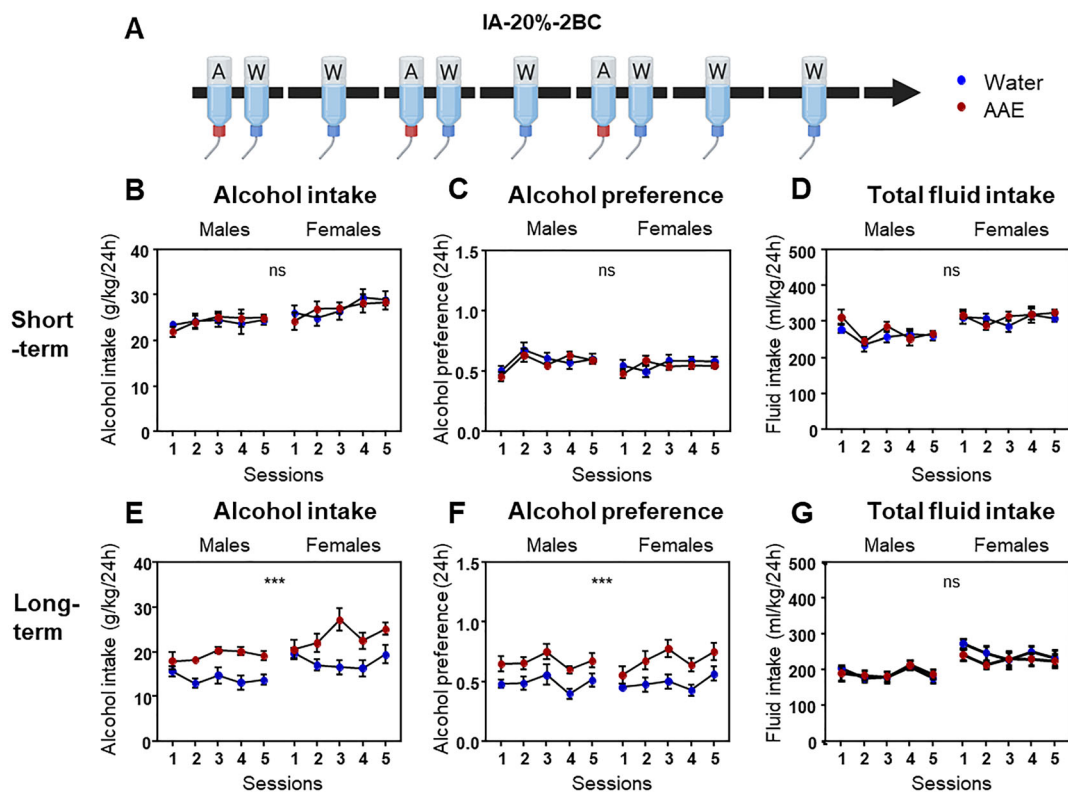 A
IA-20%-2BC
A W W A W W A W W W
Water
AAE
Short
-term
B
Alcohol intake
Males Females
ns
Alcohol intake (g/kg/24h)
40
30
20
10
0
1 2 3 4 5 1 2 3 4 5
Sessions
C
Alcohol preference
Males Females
ns
Alcohol preference (24h)
1.5
1.0
0.5
0.0
1 2 3 4 5 1 2 3 4 5
Sessions
D
Total fluid intake
Males Females
ns
Fluid intake (ml/kg/24h)
500
400
300
200
100
0
1 2 3 4 5 1 2 3 4 5
Sessions
Long-
term
E
Alcohol intake
Males Females
***
Alcohol intake (g/kg/24h)
40
30
20
10
0
1 2 3 4 5 1 2 3 4 5
Sessions
F
Alcohol preference
Males Females
***
Alcohol preference (24h)
1.5
1.0
0.5
0.0
1 2 3 4 5 1 2 3 4 5
Sessions
G
Total fluid intake
Males Females
ns
Fluid intake (ml/kg/24h)
500
400
300
200
100
0
1 2 3 4 5 1 2 3 4 5
Sessions